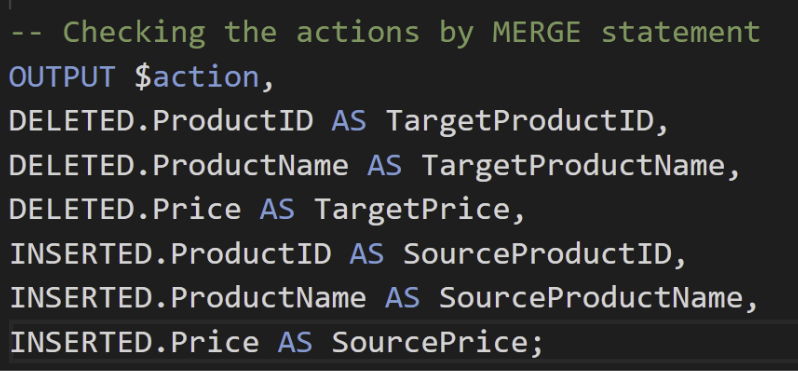 -- Checking the actions by MERGE statement
OUTPUT $action,
DELETED.ProductID AS TargetProductID,
DELETED.ProductName AS TargetProductName,
DELETED.Price AS TargetPrice,
INSERTED.ProductID AS SourceProductID,
INSERTED.ProductName AS SourceProductName,
INSERTED.Price AS SourcePrice;